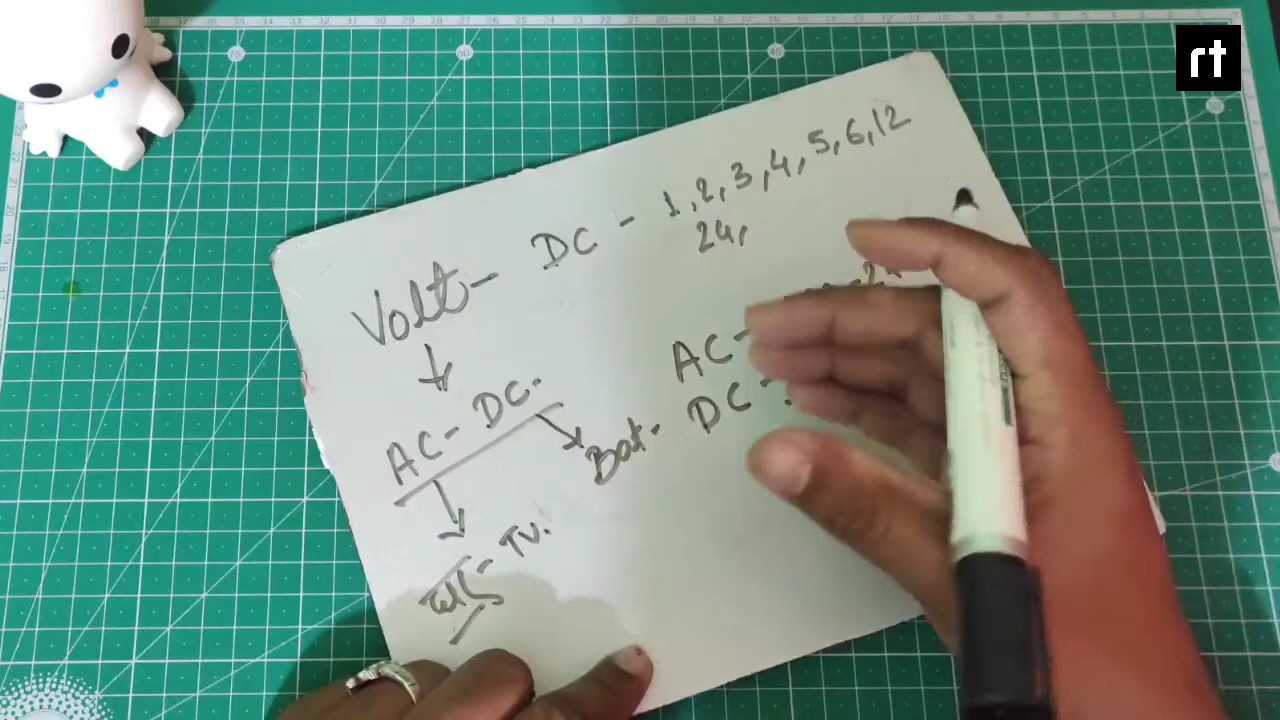 rt
Volt - DC - 1, 2, 3, 4, 5, 6, 12
24,
AC -
AC - DC.
Bat - DC
TV.